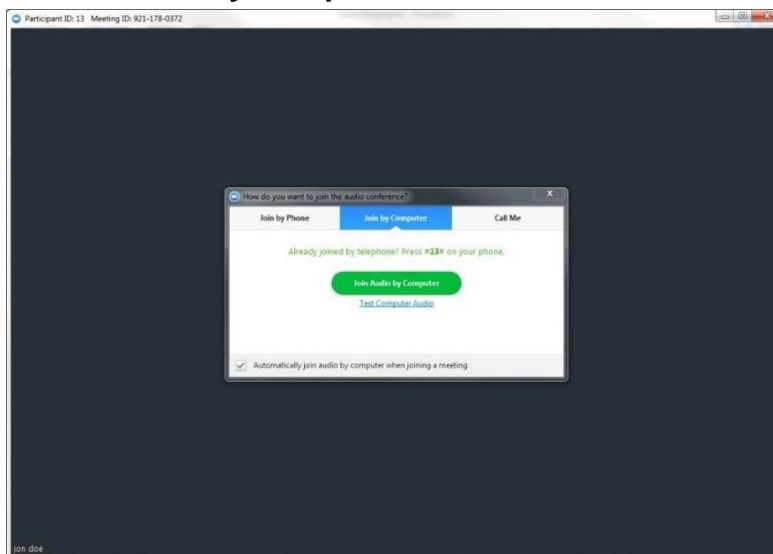 Participant ID: 13 Meeting ID: 921-178-0372
How do you want to join the audio conference?
Join by Phone Join by Computer Call Me
Already joined by telephone? Press #13# on your phone.
Join Audio by Computer
Test Computer Audio
Automatically join audio by computer when joining a meeting
jon doe